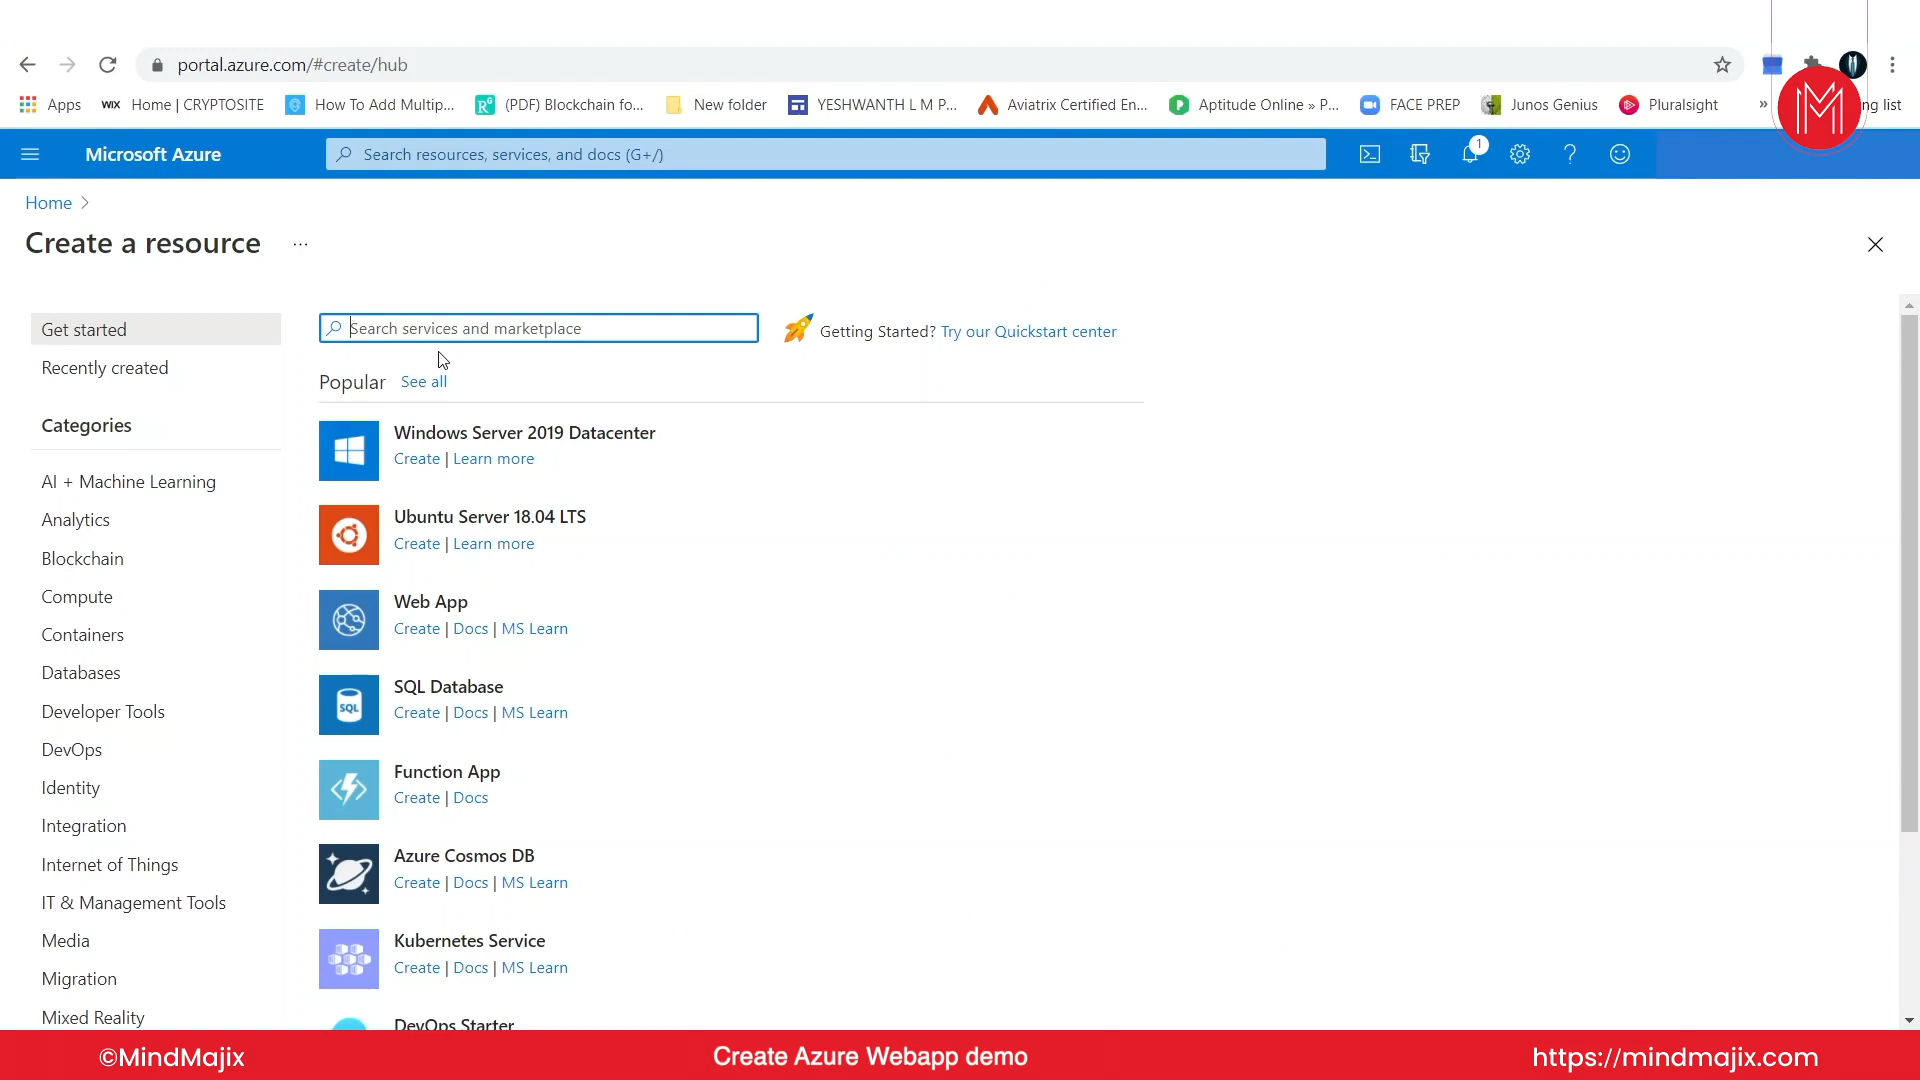 portal.azure.com/#create/hub
Apps WIX Home | CRYPTOSITE How To Add Multip... (PDF) Blockchain fo... New folder YESHWANTH L M P... Aviatrix Certified En... Aptitude Online » P... FACE PREP Junos Genius Pluralsight » ng list
Microsoft Azure
Search resources, services, and docs (G+/)
1
Home >
Create a resource ...
Get started
Recently created
Categories
AI + Machine Learning
Analytics
Blockchain
Compute
Containers
Databases
Developer Tools
DevOps
Identity
Integration
Internet of Things
IT & Management Tools
Media
Migration
Mixed Reality
Search services and marketplace
Getting Started? Try our Quickstart center
Popular See all
Windows Server 2019 Datacenter
Create | Learn more
Ubuntu Server 18.04 LTS
Create | Learn more
Web App
Create | Docs | MS Learn
SQL
SQL Database
Create | Docs | MS Learn
Function App
Create | Docs
Azure Cosmos DB
Create | Docs | MS Learn
Kubernetes Service
Create | Docs | MS Learn
DevOps Starter
©MindMajix
Create Azure Webapp demo
https://mindmajix.com